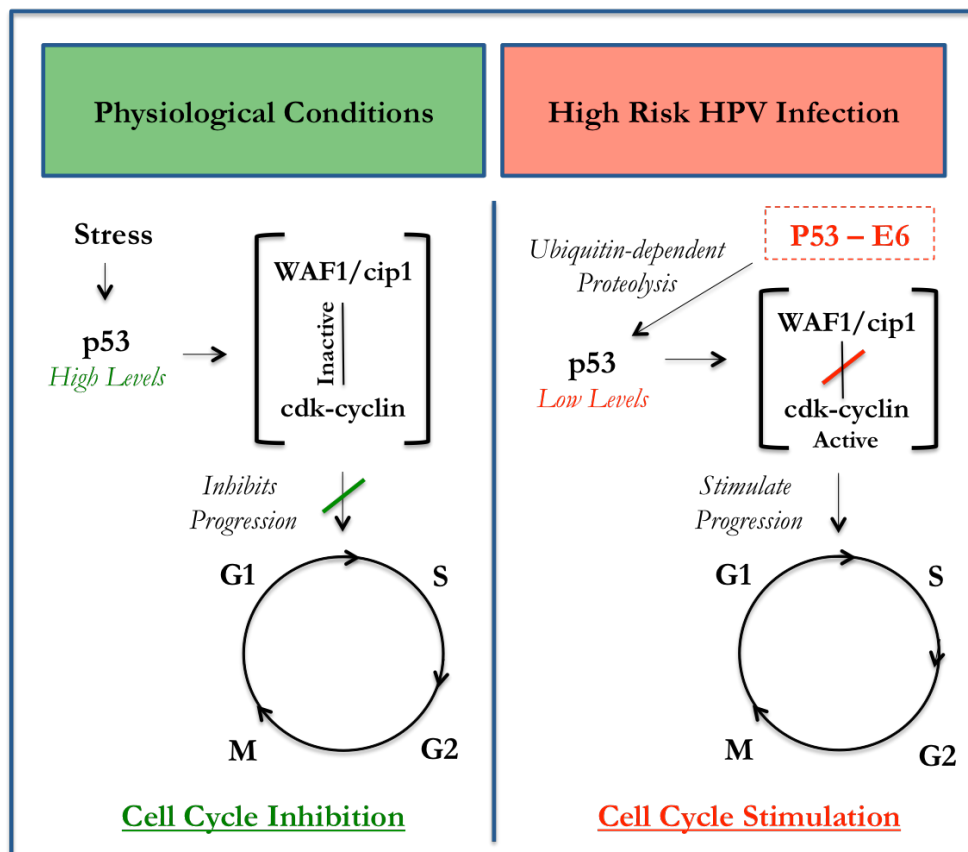 Physiological Conditions
Stress
p53
High Levels
WAF1/cip1
Inactive
cdk-cyclin
Inhibits
Progression
G1
S
M
G2
Cell Cycle Inhibition
High Risk HPV Infection
P53 – E6
Ubiquitin-dependent
Proteolysis
p53
Low Levels
WAF1/cip1
cdk-cyclin
Active
Stimulate
Progression
G1
S
M
G2
Cell Cycle Stimulation